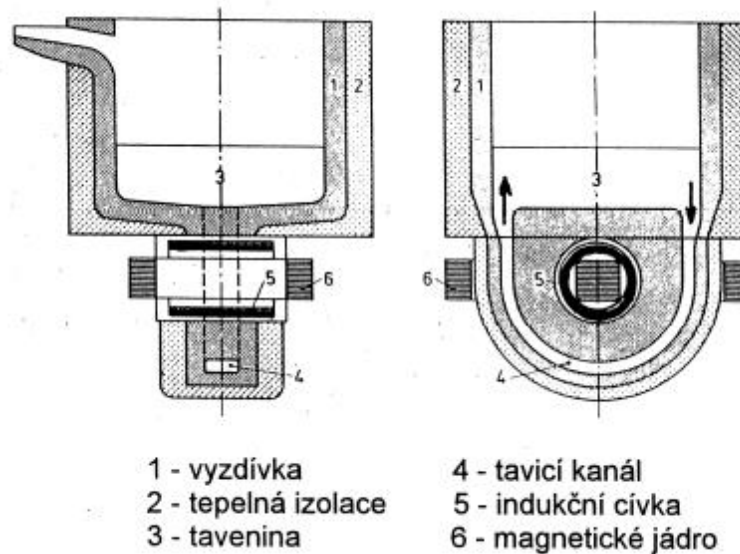 1
2
3
5
6
4
2
1
3
5
6
4
1 - vyzdívka
2 - tepelná izolace
3 - tavenina
4 - tavicí kanál
5 - indukční cívka
6 - magnetické jádro